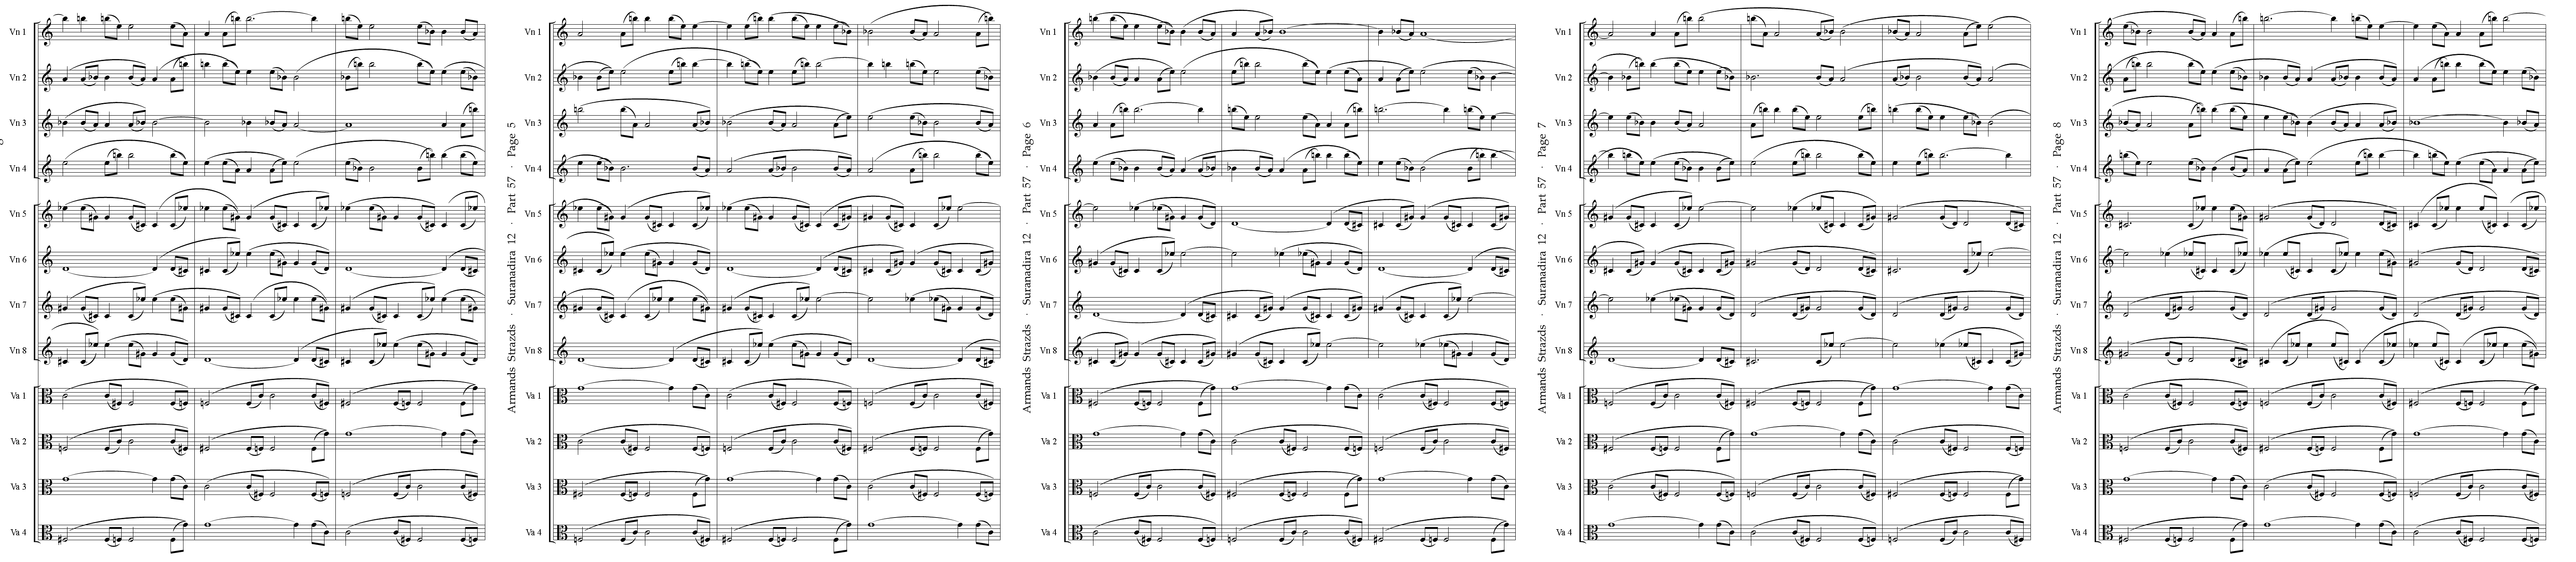 Vn 1
Vn 2
Vn 3
Vn 4
Vn 5
Vn 6
Vn 7
Vn 8
Va 1
Va 2
Va 3
Va 4
Armands Strazds · Suranadira 12 · Part 57 · Page 5
Vn 1
Vn 2
Vn 3
Vn 4
Vn 5
Vn 6
Vn 7
Vn 8
Va 1
Va 2
Va 3
Va 4
Armands Strazds · Suranadira 12 · Part 57 · Page 6
Vn 1
Vn 2
Vn 3
Vn 4
Vn 5
Vn 6
Vn 7
Vn 8
Va 1
Va 2
Va 3
Va 4
Armands Strazds · Suranadira 12 · Part 57 · Page 7
Vn 1
Vn 2
Vn 3
Vn 4
Vn 5
Vn 6
Vn 7
Vn 8
Va 1
Va 2
Va 3
Va 4
Armands Strazds · Suranadira 12 · Part 57 · Page 8
Vn 1
Vn 2
Vn 3
Vn 4
Vn 5
Vn 6
Vn 7
Vn 8
Va 1
Va 2
Va 3
Va 4